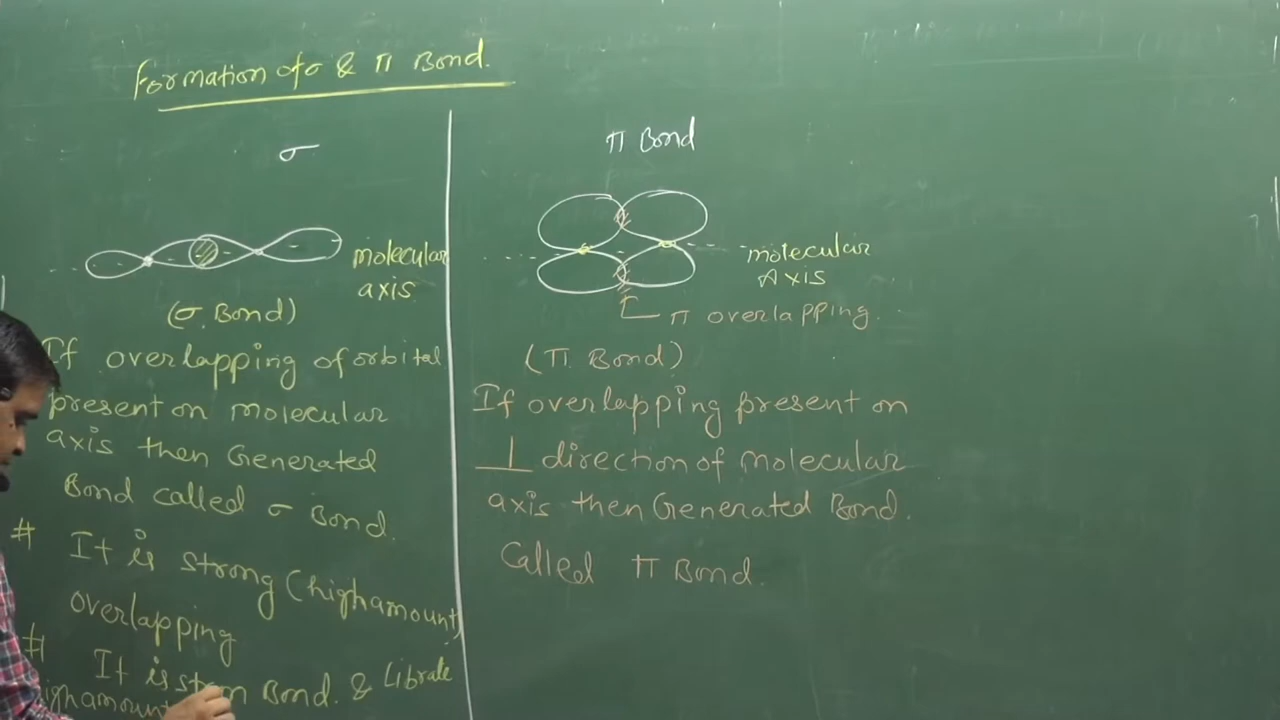 Formation of σ & π Bond.
σ
molecular
axis
(σ Bond)
If overlapping of orbital
present on molecular
axis then Generated
Bond called σ Bond.
# It is strong (high amount)
overlapping
# It is Bond. & Librate
high amount
π Bond
molecular
Axis
π overlapping.
(π Bond)
If overlapping present on
⊥ direction of molecular
axis then Generated Bond.
Called π Bond.